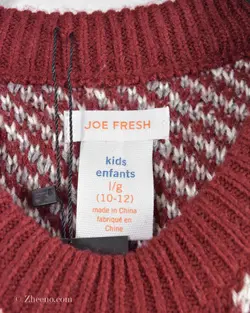 JOE FRESH
kids
enfants
l/g
(10-12)
made in China
fabriqué en
Chine
© Zheeno.com